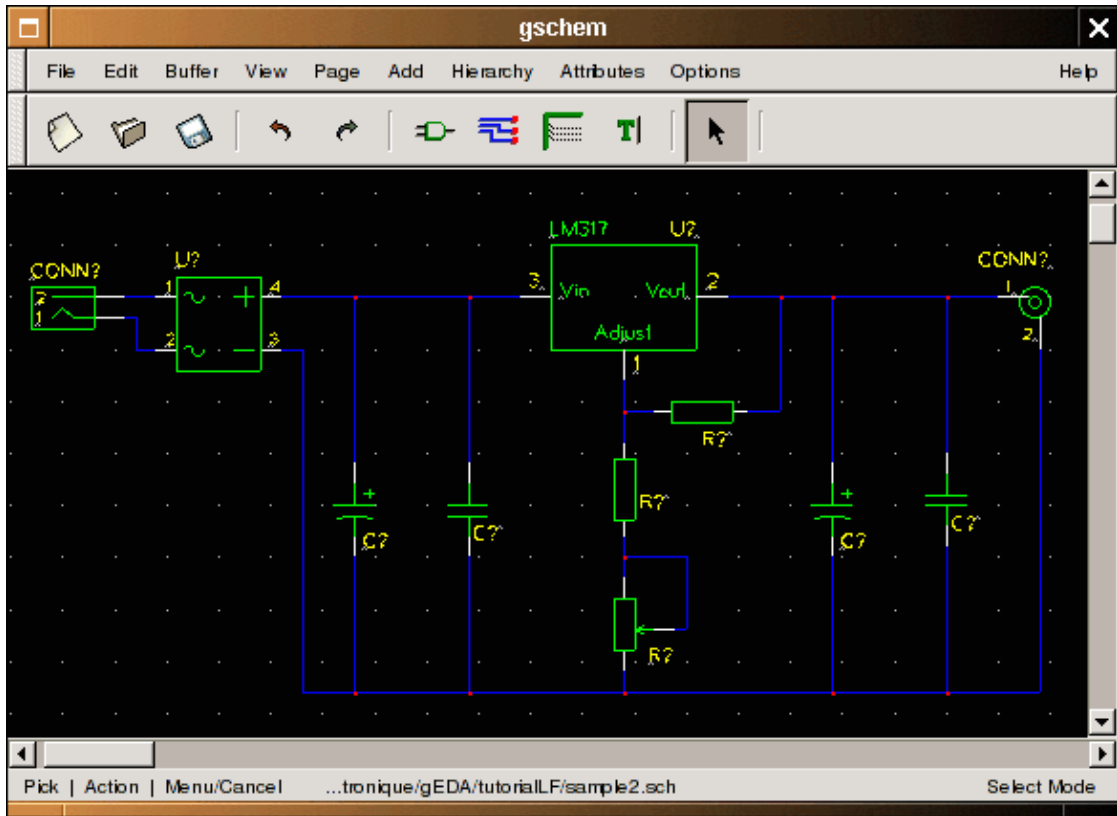 gschem
File Edit Buffer View Page Add Hierarchy Attributes Options Help
T
LM317 U?
CONN? U? CONN?
2 1 4 3 Vin Vout 2 1
1 Adjust 2
2 3
1
R?
R?
C? C? C? C?
R?
Pick | Action | Menu/Cancel ...tronique/gEDA/tutorialLF/sample2.sch Select Mode